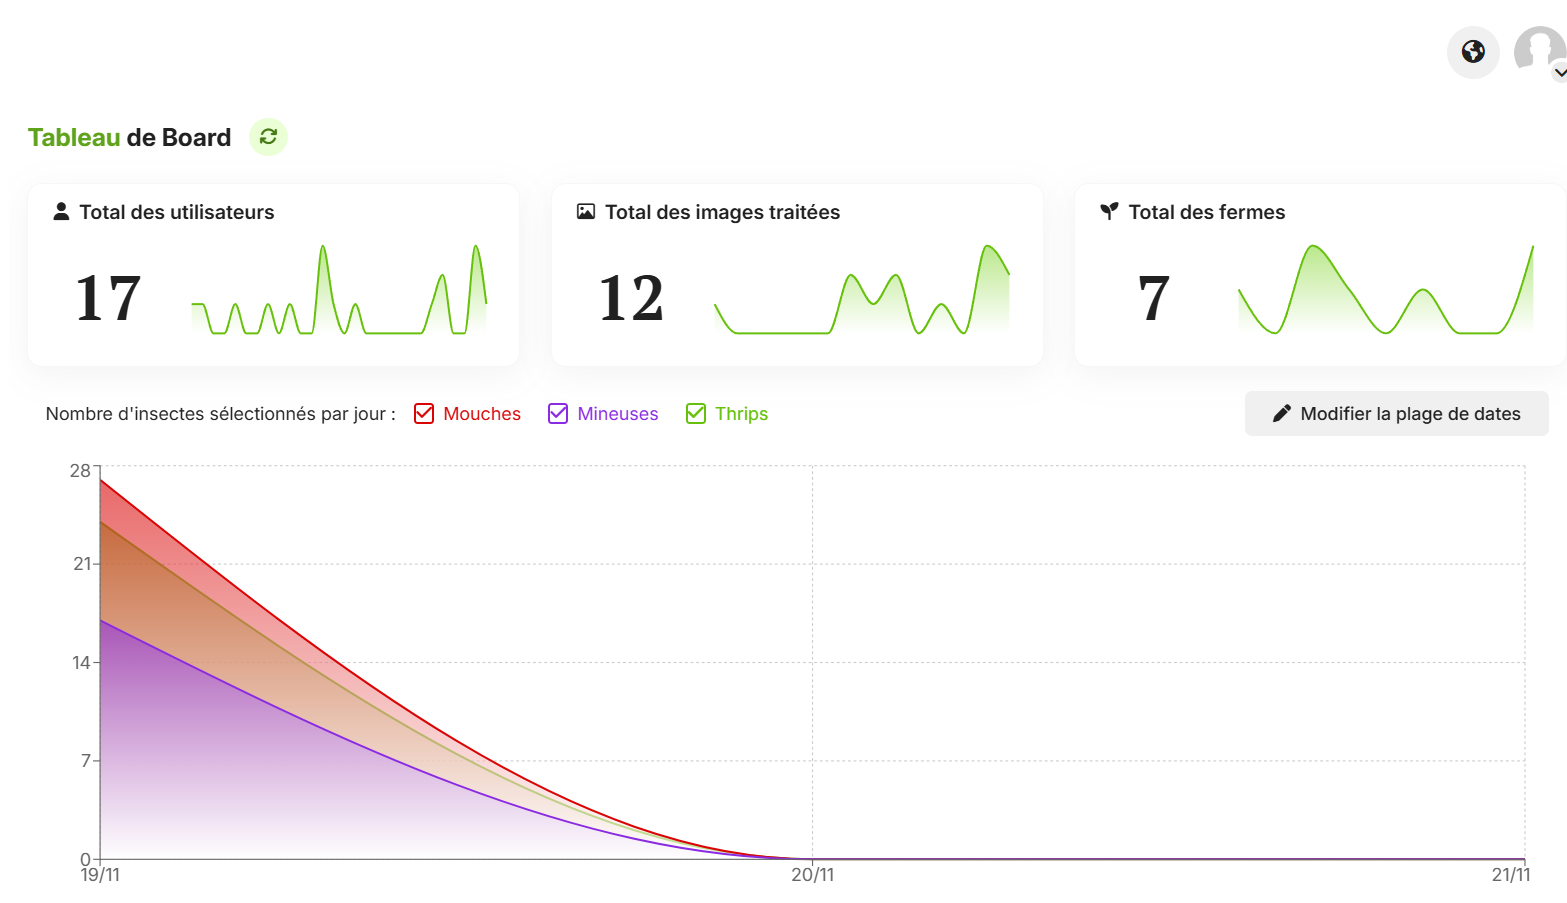 Tableau de Board
Total des utilisateurs
17
Total des images traitées
12
Total des fermes
7
Nombre d'insectes sélectionnés par jour : Mouches Mineuses Thrips
Modifier la plage de dates
28
21
14
7
0
19/11 20/11 21/11